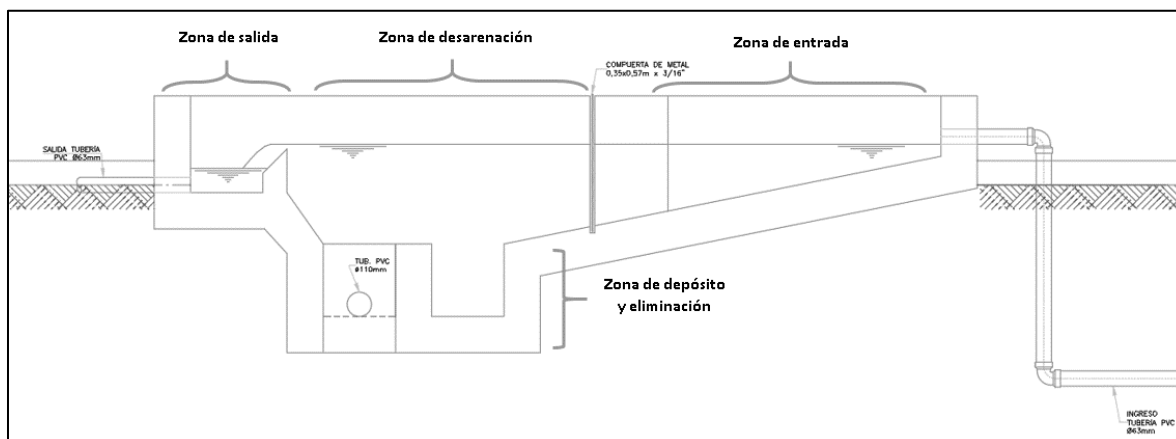 Zona de salida
Zona de desarenación
Zona de entrada
COMPUERTA DE METAL
0,35x0,57m x 3/16"
SALIDA TUBERÍA
PVC Ø63mm
TUB. PVC
Ø110mm
Zona de depósito
y eliminación
INGRESO
TUBERÍA PVC
Ø63mm